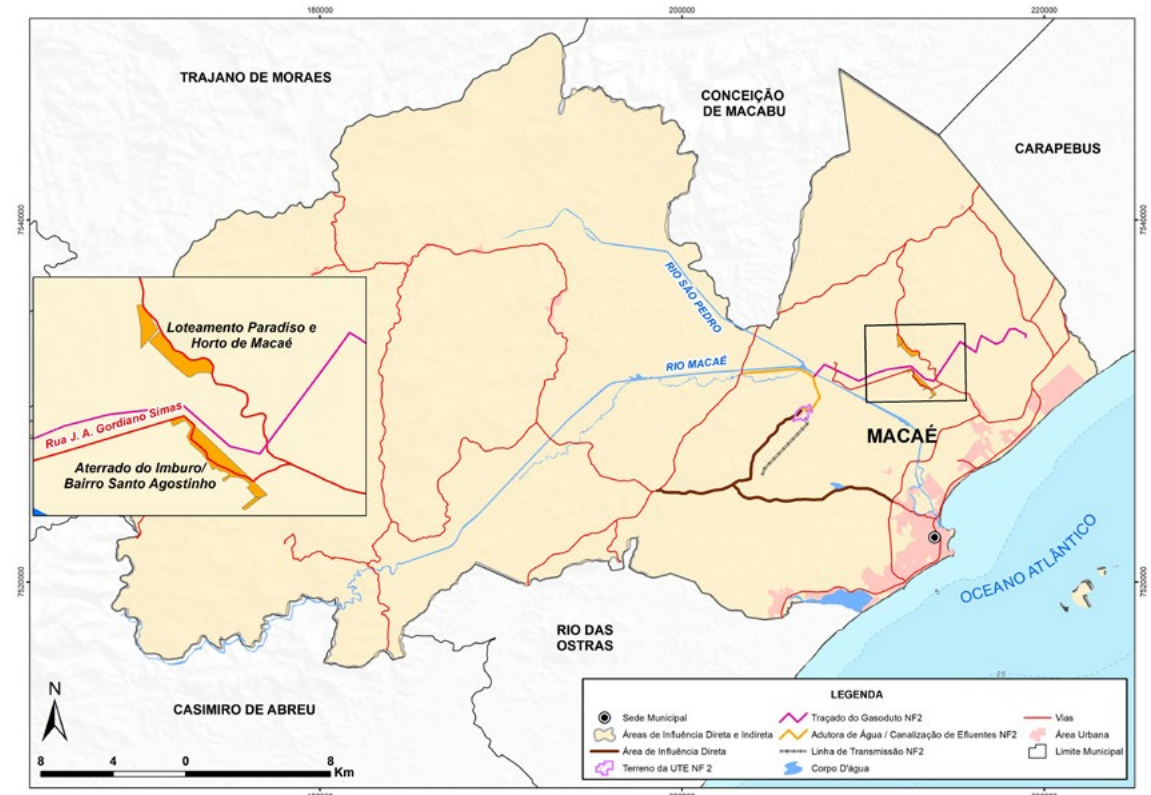 180000
200000
220000
TRAJANO DE MORAES
CONCEIÇÃO
DE MACABU
CARAPEBUS
7540000
7540000
RIO SÃO PEDRO
RIO MACAÉ
Loteamento Paradiso e
Horto de Macaé
Rua J. A. Gordiano Simas
Aterrado do Imburo/
Bairro Santo Agostinho
MACAÉ
OCEANO ATLÂNTICO
7520000
7520000
5
25
RIO DAS
OSTRAS
CASIMIRO DE ABREU
N
8 4 0 8
Km
LEGENDA
Sede Municipal
Áreas de Influência Direta e Indireta
Área de Influência Direta
Terreno da UTE NF 2
Traçado do Gasoduto NF2
Adutora de Água / Canalização de Efluentes NF2
Linha de Transmissão NF2
Corpo D'água
Vias
Área Urbana
Limite Municipal